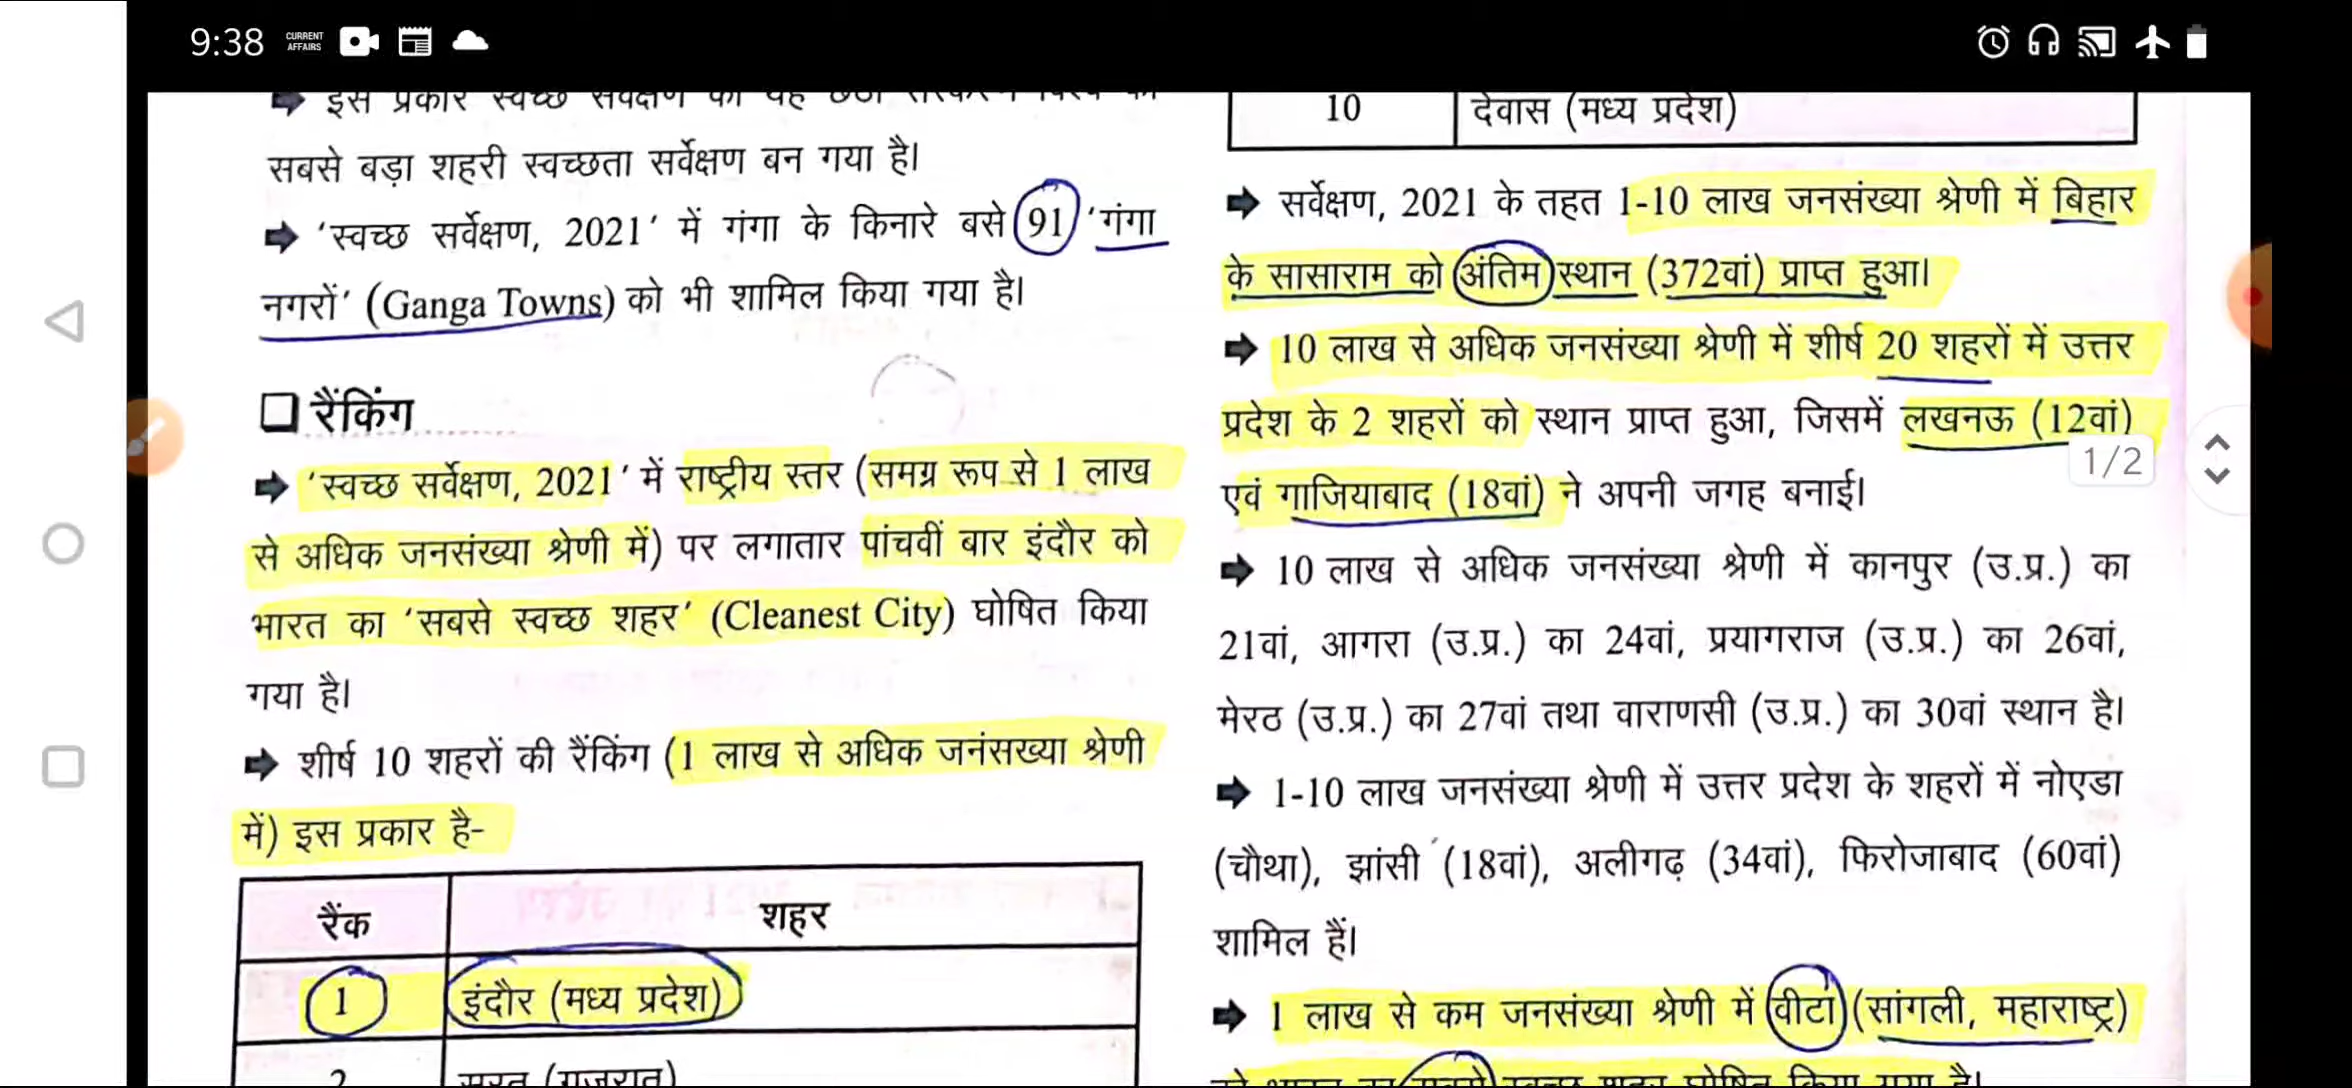 9:38
CURRENT
AFFAIRS
सबसे बड़ा शहरी स्वच्छता सर्वेक्षण बन गया है।
➡ ‘स्वच्छ सर्वेक्षण, 2021’ में गंगा के किनारे बसे 91 ‘गंगा
नगरों’ (Ganga Towns) को भी शामिल किया गया है।
❑ रैंकिंग
➡ ‘स्वच्छ सर्वेक्षण, 2021’ में राष्ट्रीय स्तर (समग्र रूप से 1 लाख
से अधिक जनसंख्या श्रेणी में) पर लगातार पांचवीं बार इंदौर को
भारत का ‘सबसे स्वच्छ शहर’ (Cleanest City) घोषित किया
गया है।
➡ शीर्ष 10 शहरों की रैंकिंग (1 लाख से अधिक जनंसख्या श्रेणी
में) इस प्रकार है-
रैंक शहर
1 इंदौर (मध्य प्रदेश)
2 सूरत (गुजरात)
10 देवास (मध्य प्रदेश)
➡ सर्वेक्षण, 2021 के तहत 1-10 लाख जनसंख्या श्रेणी में बिहार
के सासाराम को अंतिम स्थान (372वां) प्राप्त हुआ।
➡ 10 लाख से अधिक जनसंख्या श्रेणी में शीर्ष 20 शहरों में उत्तर
प्रदेश के 2 शहरों को स्थान प्राप्त हुआ, जिसमें लखनऊ (12वां)
1/2
एवं गाजियाबाद (18वां) ने अपनी जगह बनाई।
➡ 10 लाख से अधिक जनसंख्या श्रेणी में कानपुर (उ.प्र.) का
21वां, आगरा (उ.प्र.) का 24वां, प्रयागराज (उ.प्र.) का 26वां,
मेरठ (उ.प्र.) का 27वां तथा वाराणसी (उ.प्र.) का 30वां स्थान है।
➡ 1-10 लाख जनसंख्या श्रेणी में उत्तर प्रदेश के शहरों में नोएडा
(चौथा), झांसी (18वां), अलीगढ़ (34वां), फिरोजाबाद (60वां)
शामिल हैं।
➡ 1 लाख से कम जनसंख्या श्रेणी में वीटा (सांगली, महाराष्ट्र)